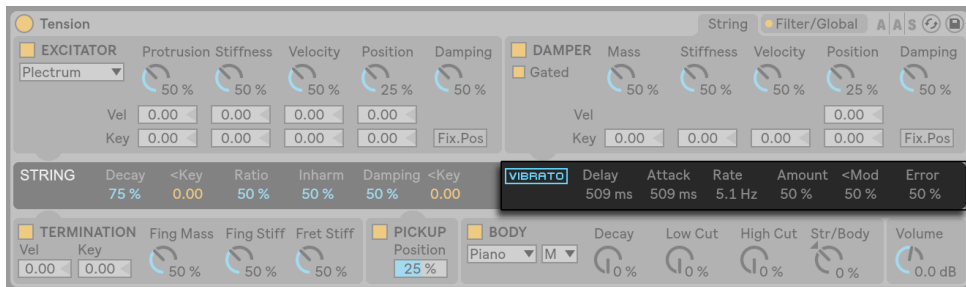 Tension String Filter/Global A A S
EXCITATOR Protrusion Stiffness Velocity Position Damping
Plectrum 50 % 50 % 50 % 25 % 50 %
Vel 0.00 0.00 0.00 0.00
Key 0.00 0.00 0.00 0.00 Fix.Pos
DAMPER Mass Stiffness Velocity Position Damping
Gated 50 % 50 % 50 % 25 % 50 %
Vel 0.00
Key 0.00 0.00 0.00 0.00 Fix.Pos
STRING Decay <Key Ratio Inharm Damping <Key
75 % 0.00 50 % 50 % 50 % 0.00
VIBRATO Delay Attack Rate Amount <Mod Error
509 ms 509 ms 5.1 Hz 50 % 50 % 50 %
TERMINATION Fing Mass Fing Stiff Fret Stiff
Vel Key
0.00 0.00 50 % 50 % 50 %
PICKUP
Position
25 %
BODY Decay Low Cut High Cut Str/Body
Piano M 0 % 0 % 0 % 0 %
Volume
0.0 dB